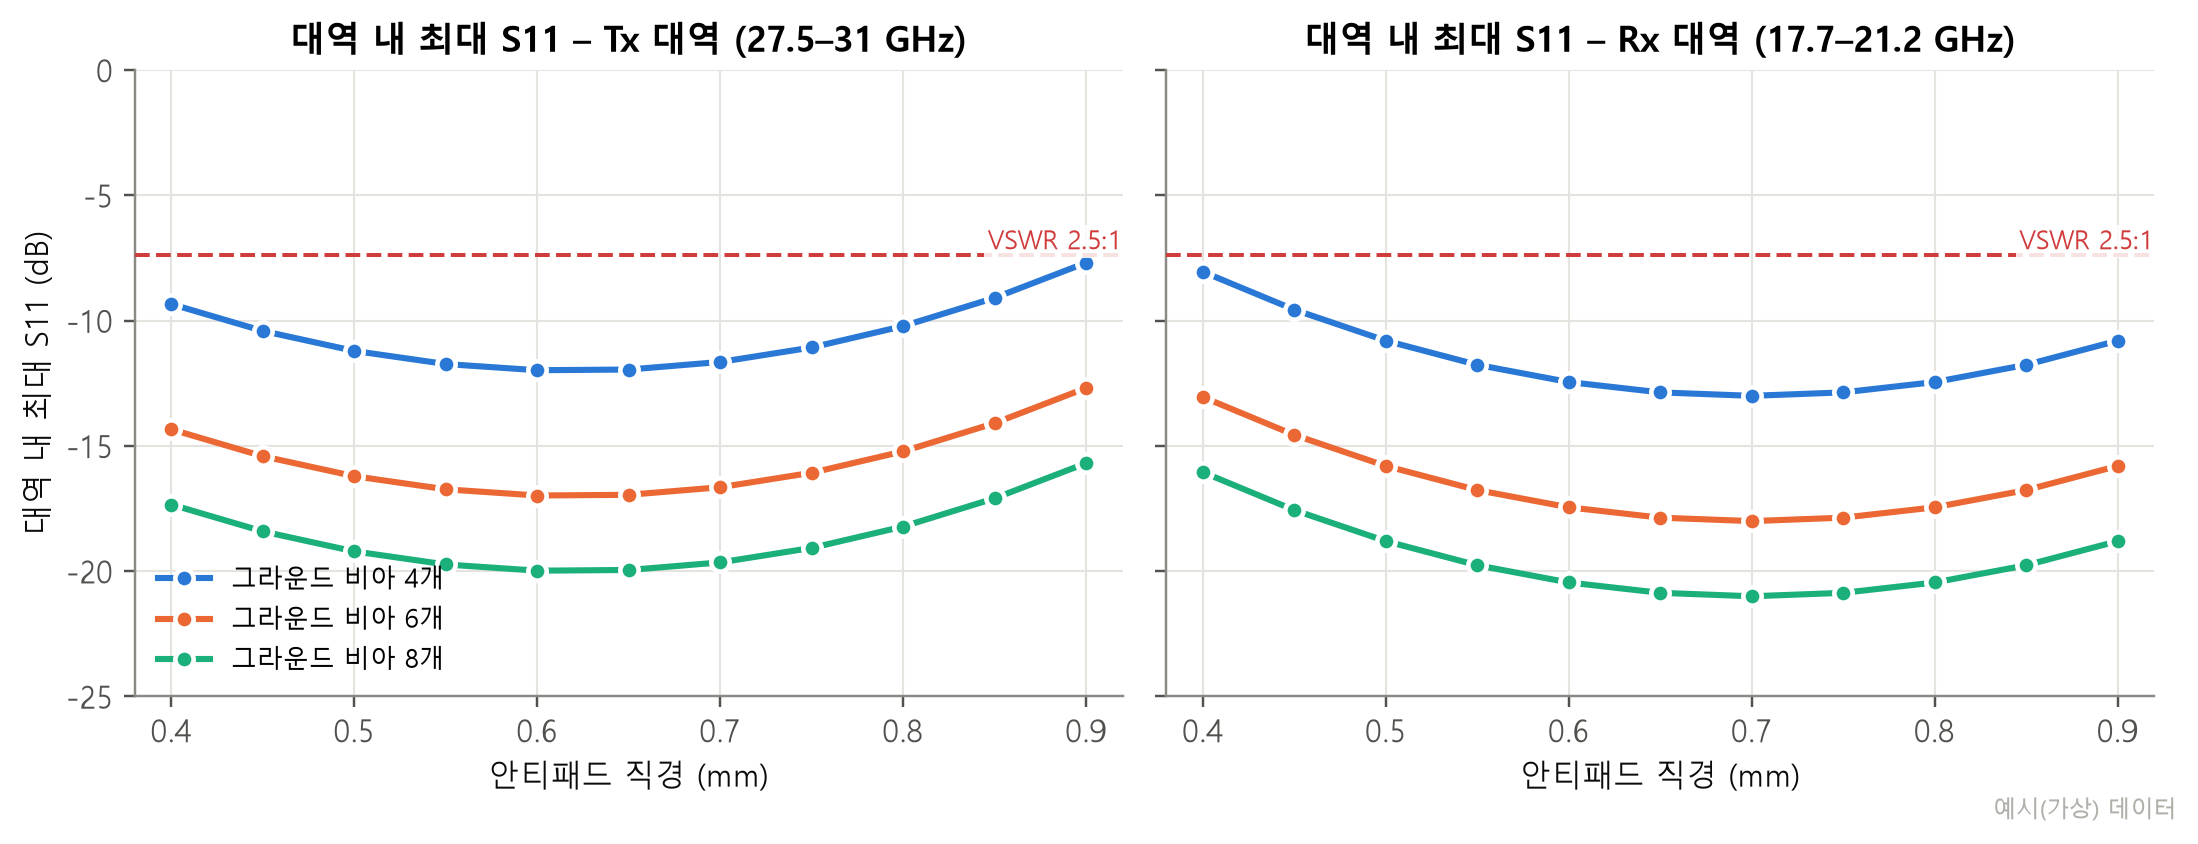 대역 내 최대 S11 – Tx 대역 (27.5–31 GHz)
대역 내 최대 S11 (dB)
0
-5
-10
-15
-20
-25
VSWR 2.5:1
그라운드 비아 4개
그라운드 비아 6개
그라운드 비아 8개
0.4 0.5 0.6 0.7 0.8 0.9
안티패드 직경 (mm)
대역 내 최대 S11 – Rx 대역 (17.7–21.2 GHz)
VSWR 2.5:1
0.4 0.5 0.6 0.7 0.8 0.9
안티패드 직경 (mm)
예시(가상) 데이터